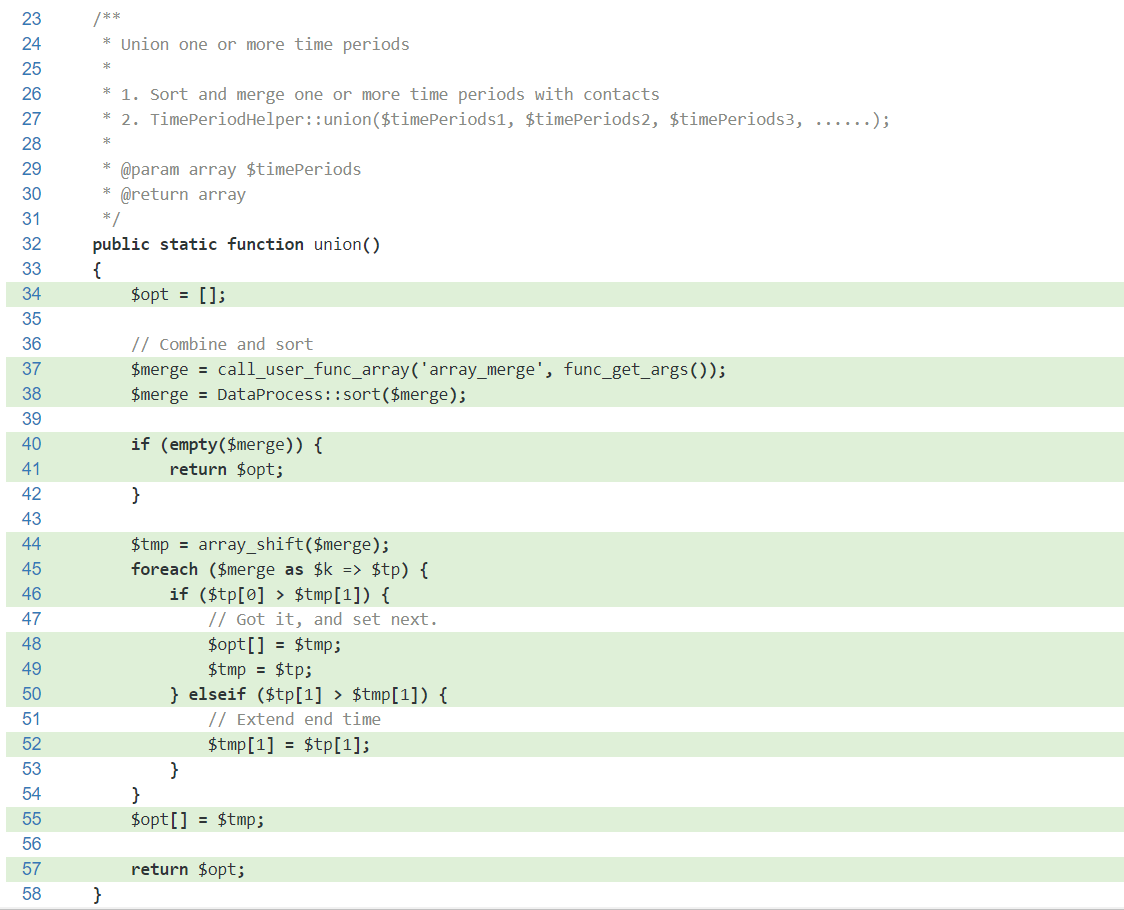 23 /**
24 * Union one or more time periods
25 *
26 * 1. Sort and merge one or more time periods with contacts
27 * 2. TimePeriodHelper::union($timePeriods1, $timePeriods2, $timePeriods3, ......);
28 *
29 * @param array $timePeriods
30 * @return array
31 */
32 public static function union()
33 {
34 $opt = [];
35
36 // Combine and sort
37 $merge = call_user_func_array('array_merge', func_get_args());
38 $merge = DataProcess::sort($merge);
39
40 if (empty($merge)) {
41 return $opt;
42 }
43
44 $tmp = array_shift($merge);
45 foreach ($merge as $k => $tp) {
46 if ($tp[0] > $tmp[1]) {
47 // Got it, and set next.
48 $opt[] = $tmp;
49 $tmp = $tp;
50 } elseif ($tp[1] > $tmp[1]) {
51 // Extend end time
52 $tmp[1] = $tp[1];
53 }
54 }
55 $opt[] = $tmp;
56
57 return $opt;
58 }